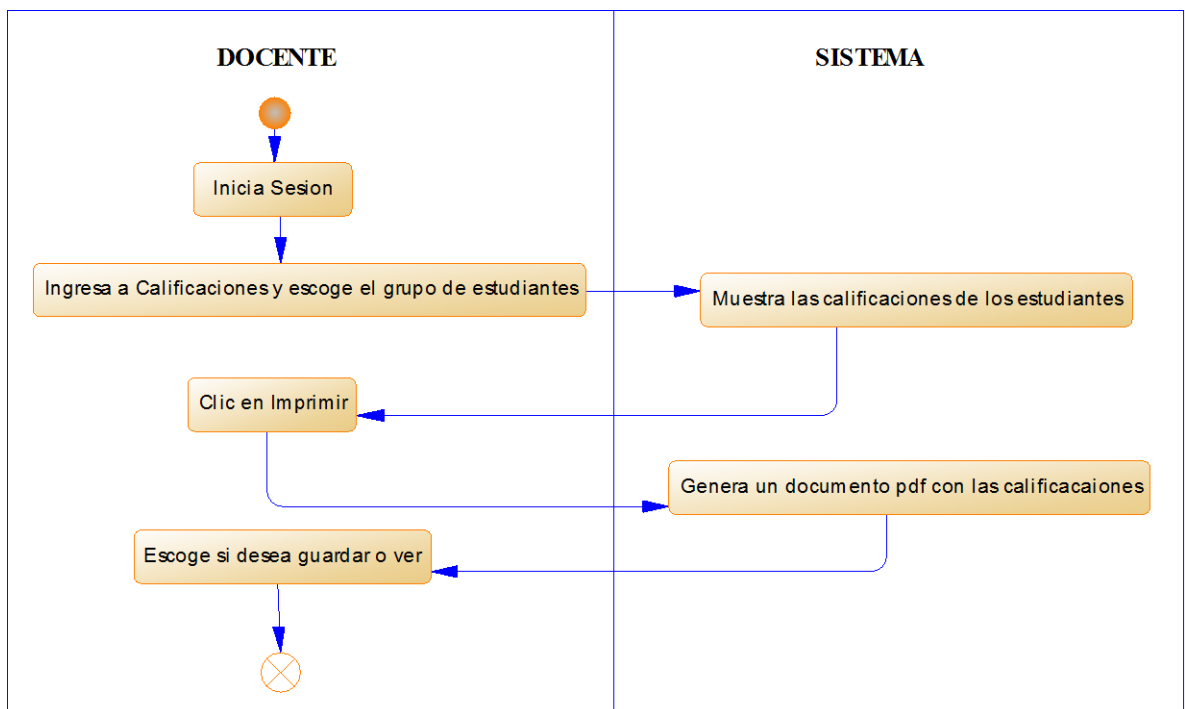 DOCENTE
SISTEMA
Inicia Sesion
Ingresa a Calificaciones y escoge el grupo de estudiantes
Muestra las calificaciones de los estudiantes
Clic en Imprimir
Genera un documento pdf con las calificacaiones
Escoge si desea guardar o ver